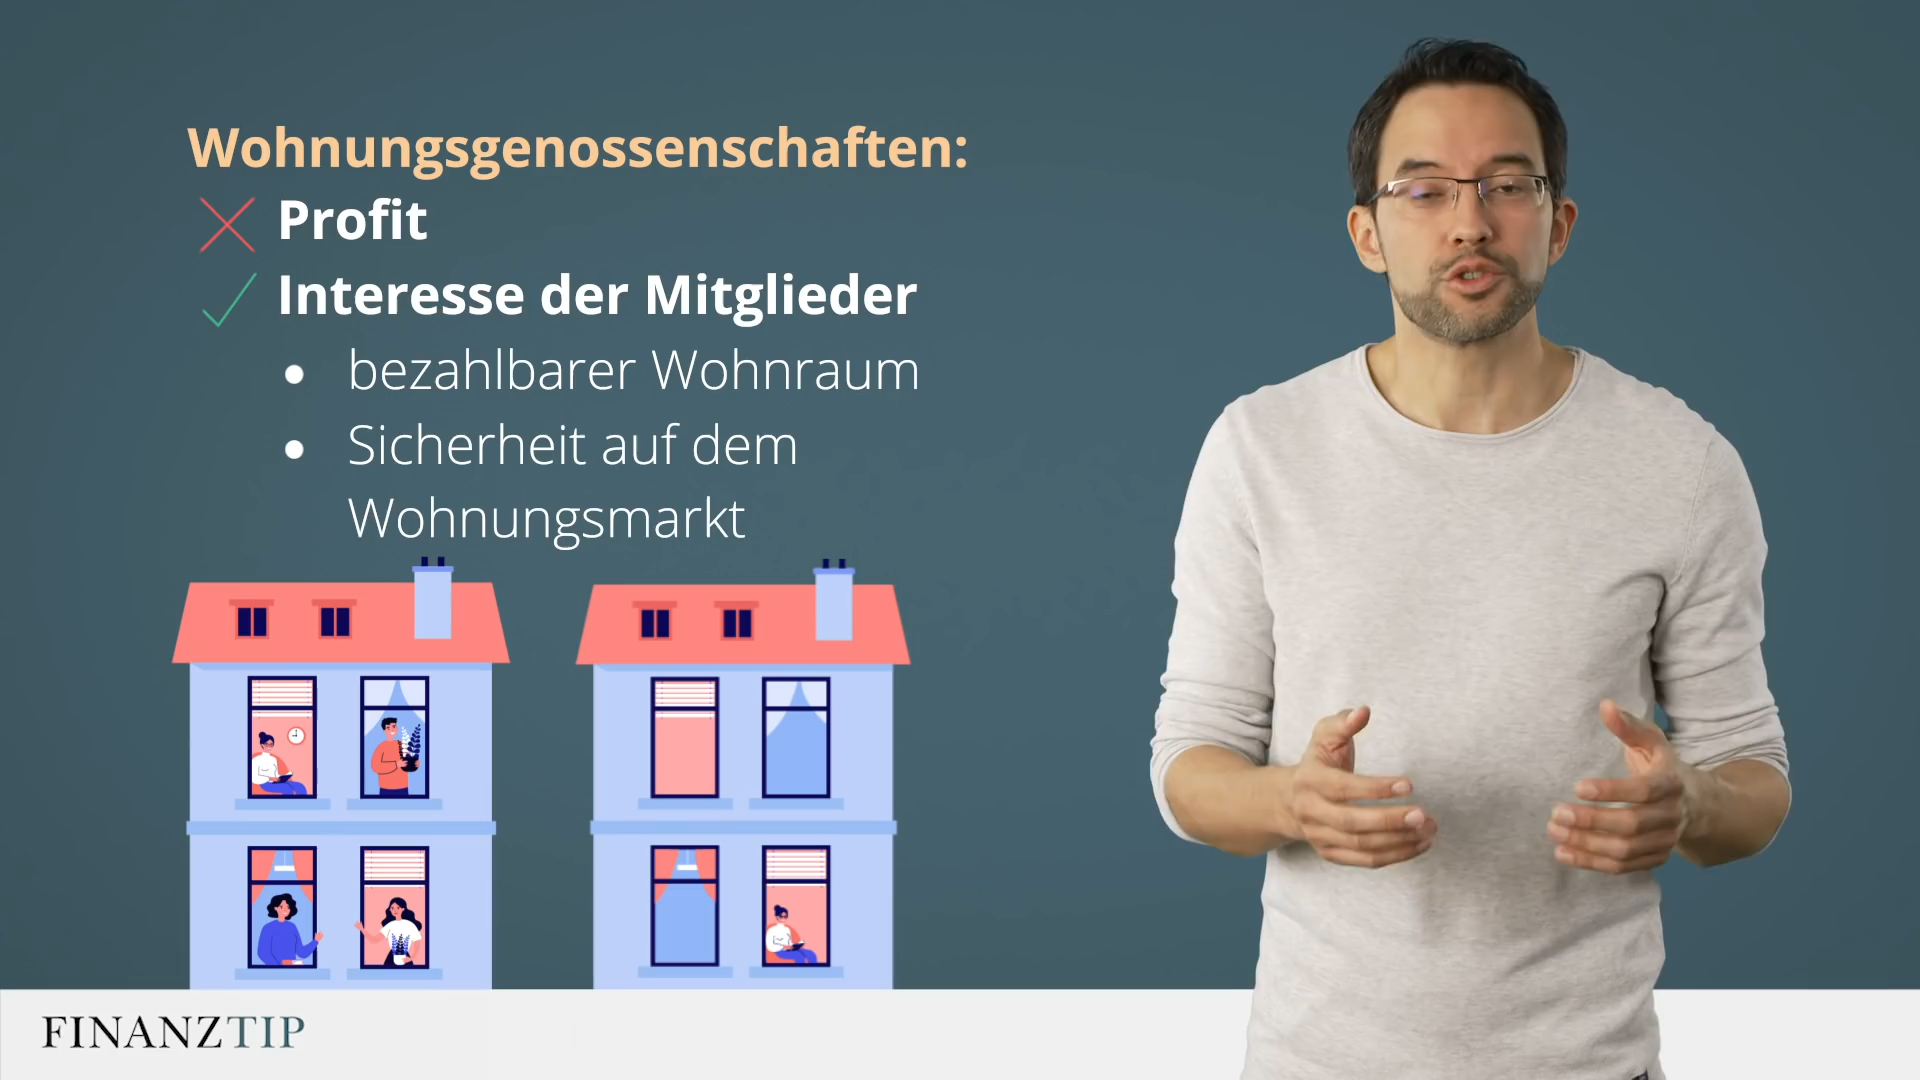 Wohnungsgenossenschaften:
Profit
Interesse der Mitglieder
bezahlbarer Wohnraum
Sicherheit auf dem
Wohnungsmarkt
FINANZTIP